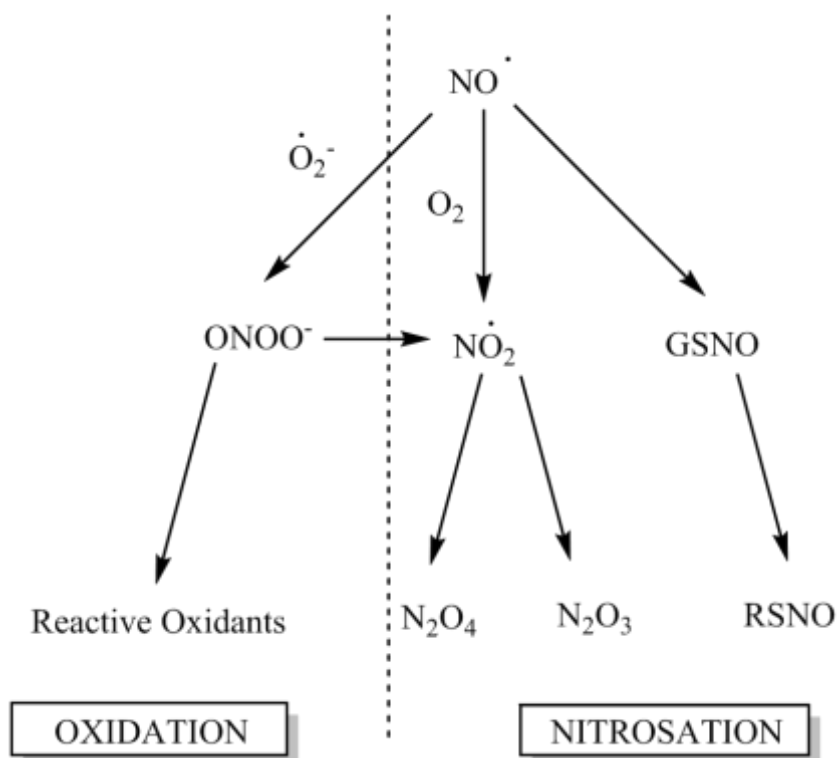 NO˙
Ȯ₂⁻
O₂
ONOO⁻
NȮ₂
GSNO
Reactive Oxidants
N₂O₄
N₂O₃
RSNO
OXIDATION
NITROSATION